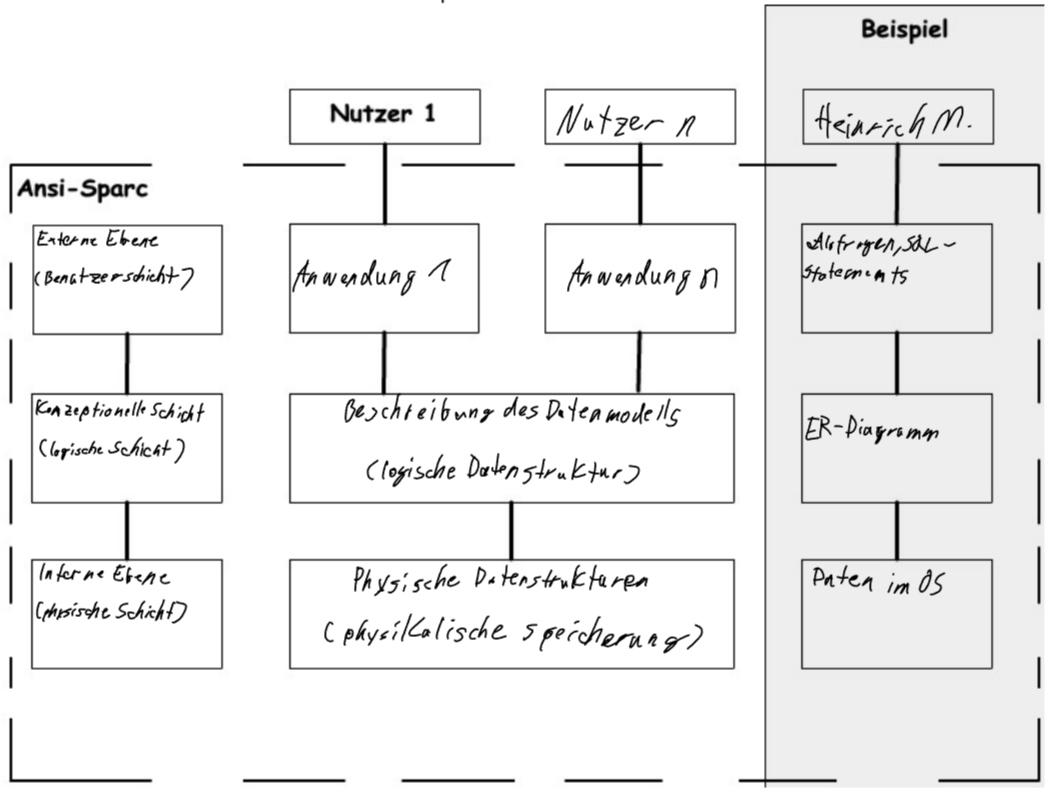 Beispiel
Nutzer 1
Nutzer n
Heinrich M.
Ansi-Sparc
Externe Ebene
(Benutzerschicht)
Anwendung 1
Anwendung n
Abfragen, SQL-
Statements
Konzeptionelle Schicht
(logische Schicht)
Beschreibung des Datenmodells
(logische Datenstruktur)
ER-Diagramm
Interne Ebene
(physische Schicht)
Physische Datenstrukturen
(physikalische Speicherung)
Daten im OS